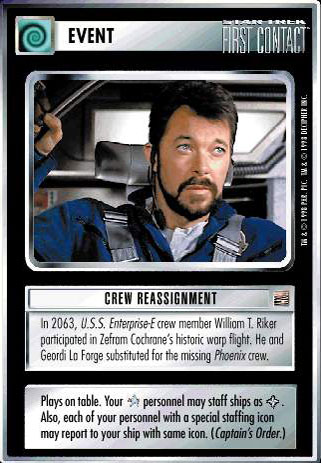 EVENT
STAR TREK
FIRST CONTACT
TM & © 1998 PAR. PIC. TM & © 1998 DECIPHER INC.
CREW REASSIGNMENT
In 2063, U.S.S. Enterprise-E crew member William T. Riker
participated in Zefram Cochrane's historic warp flight. He and
Geordi La Forge substituted for the missing Phoenix crew.
Plays on table. Your personnel may staff ships as .
Also, each of your personnel with a special staffing icon
may report to your ship with same icon. (Captain's Order.)